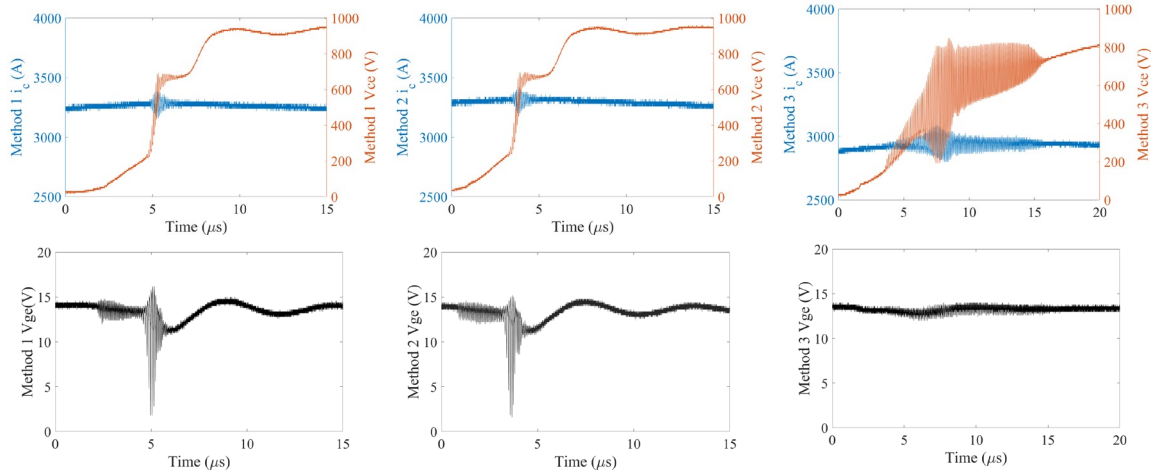 4000
3500
3000
2500
Method 1 i_c (A)
1000
800
600
400
200
0
Method 1 Vce (V)
0 5 10 15
Time (μs)
4000
3500
3000
2500
Method 2 i_c (A)
1000
800
600
400
200
0
Method 2 Vce (V)
0 5 10 15
Time (μs)
4000
3500
3000
2500
Method 3 i_c (A)
1000
800
600
400
200
0
Method 3 Vce (V)
0 5 10 15 20
Time (μs)
20
15
10
5
0
Method 1 Vge(V)
0 5 10 15
Time (μs)
20
15
10
5
0
Method 2 Vge (V)
0 5 10 15
Time (μs)
20
15
10
5
0
Method 3 Vge (V)
0 5 10 15 20
Time (μs)